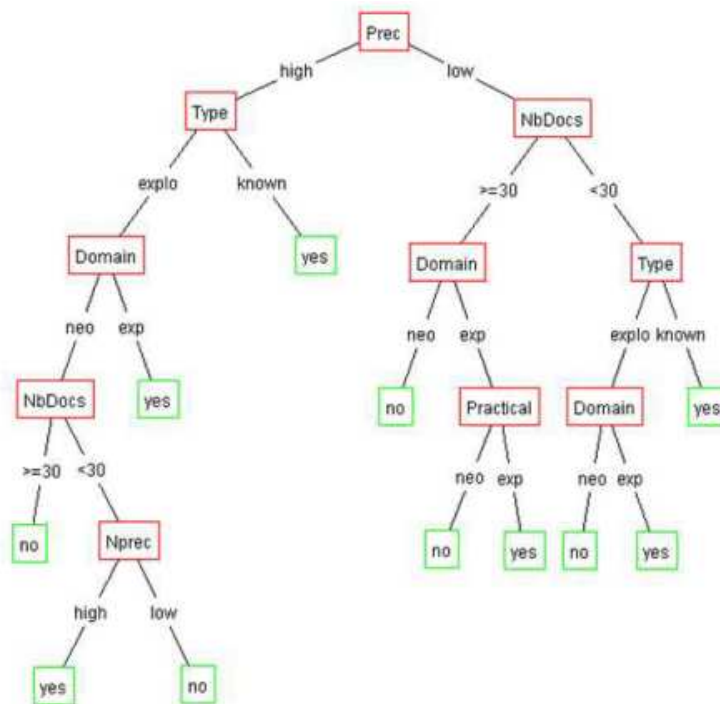 Prec
high low
Type NbDocs
explo known >=30 <30
Domain yes Domain Type
neo exp neo exp explo known
NbDocs yes no Practical Domain yes
>=30 <30 neo exp neo exp
no Nprec no yes no yes
high low
yes no